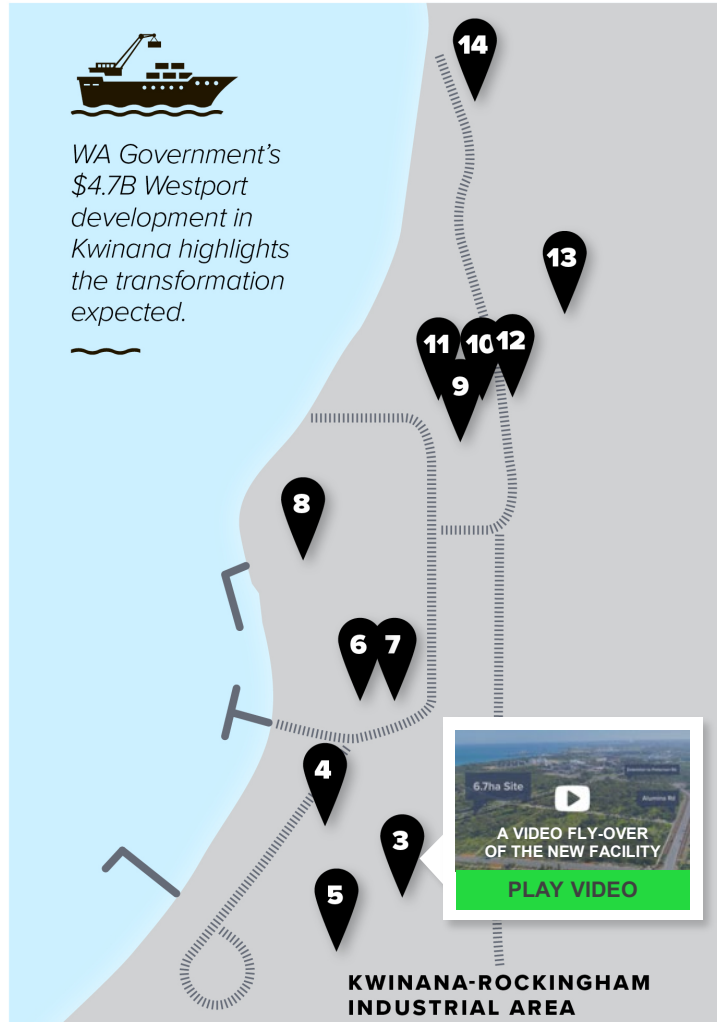 14
WA Government's
$4.7B Westport
development in
Kwinana highlights
the transformation
expected.
13
11
10
12
9
8
6
7
4
3
5
6.7ha Site
Alumina Rd
A VIDEO FLY-OVER
OF THE NEW FACILITY
PLAY VIDEO
KWINANA-ROCKINGHAM
INDUSTRIAL AREA